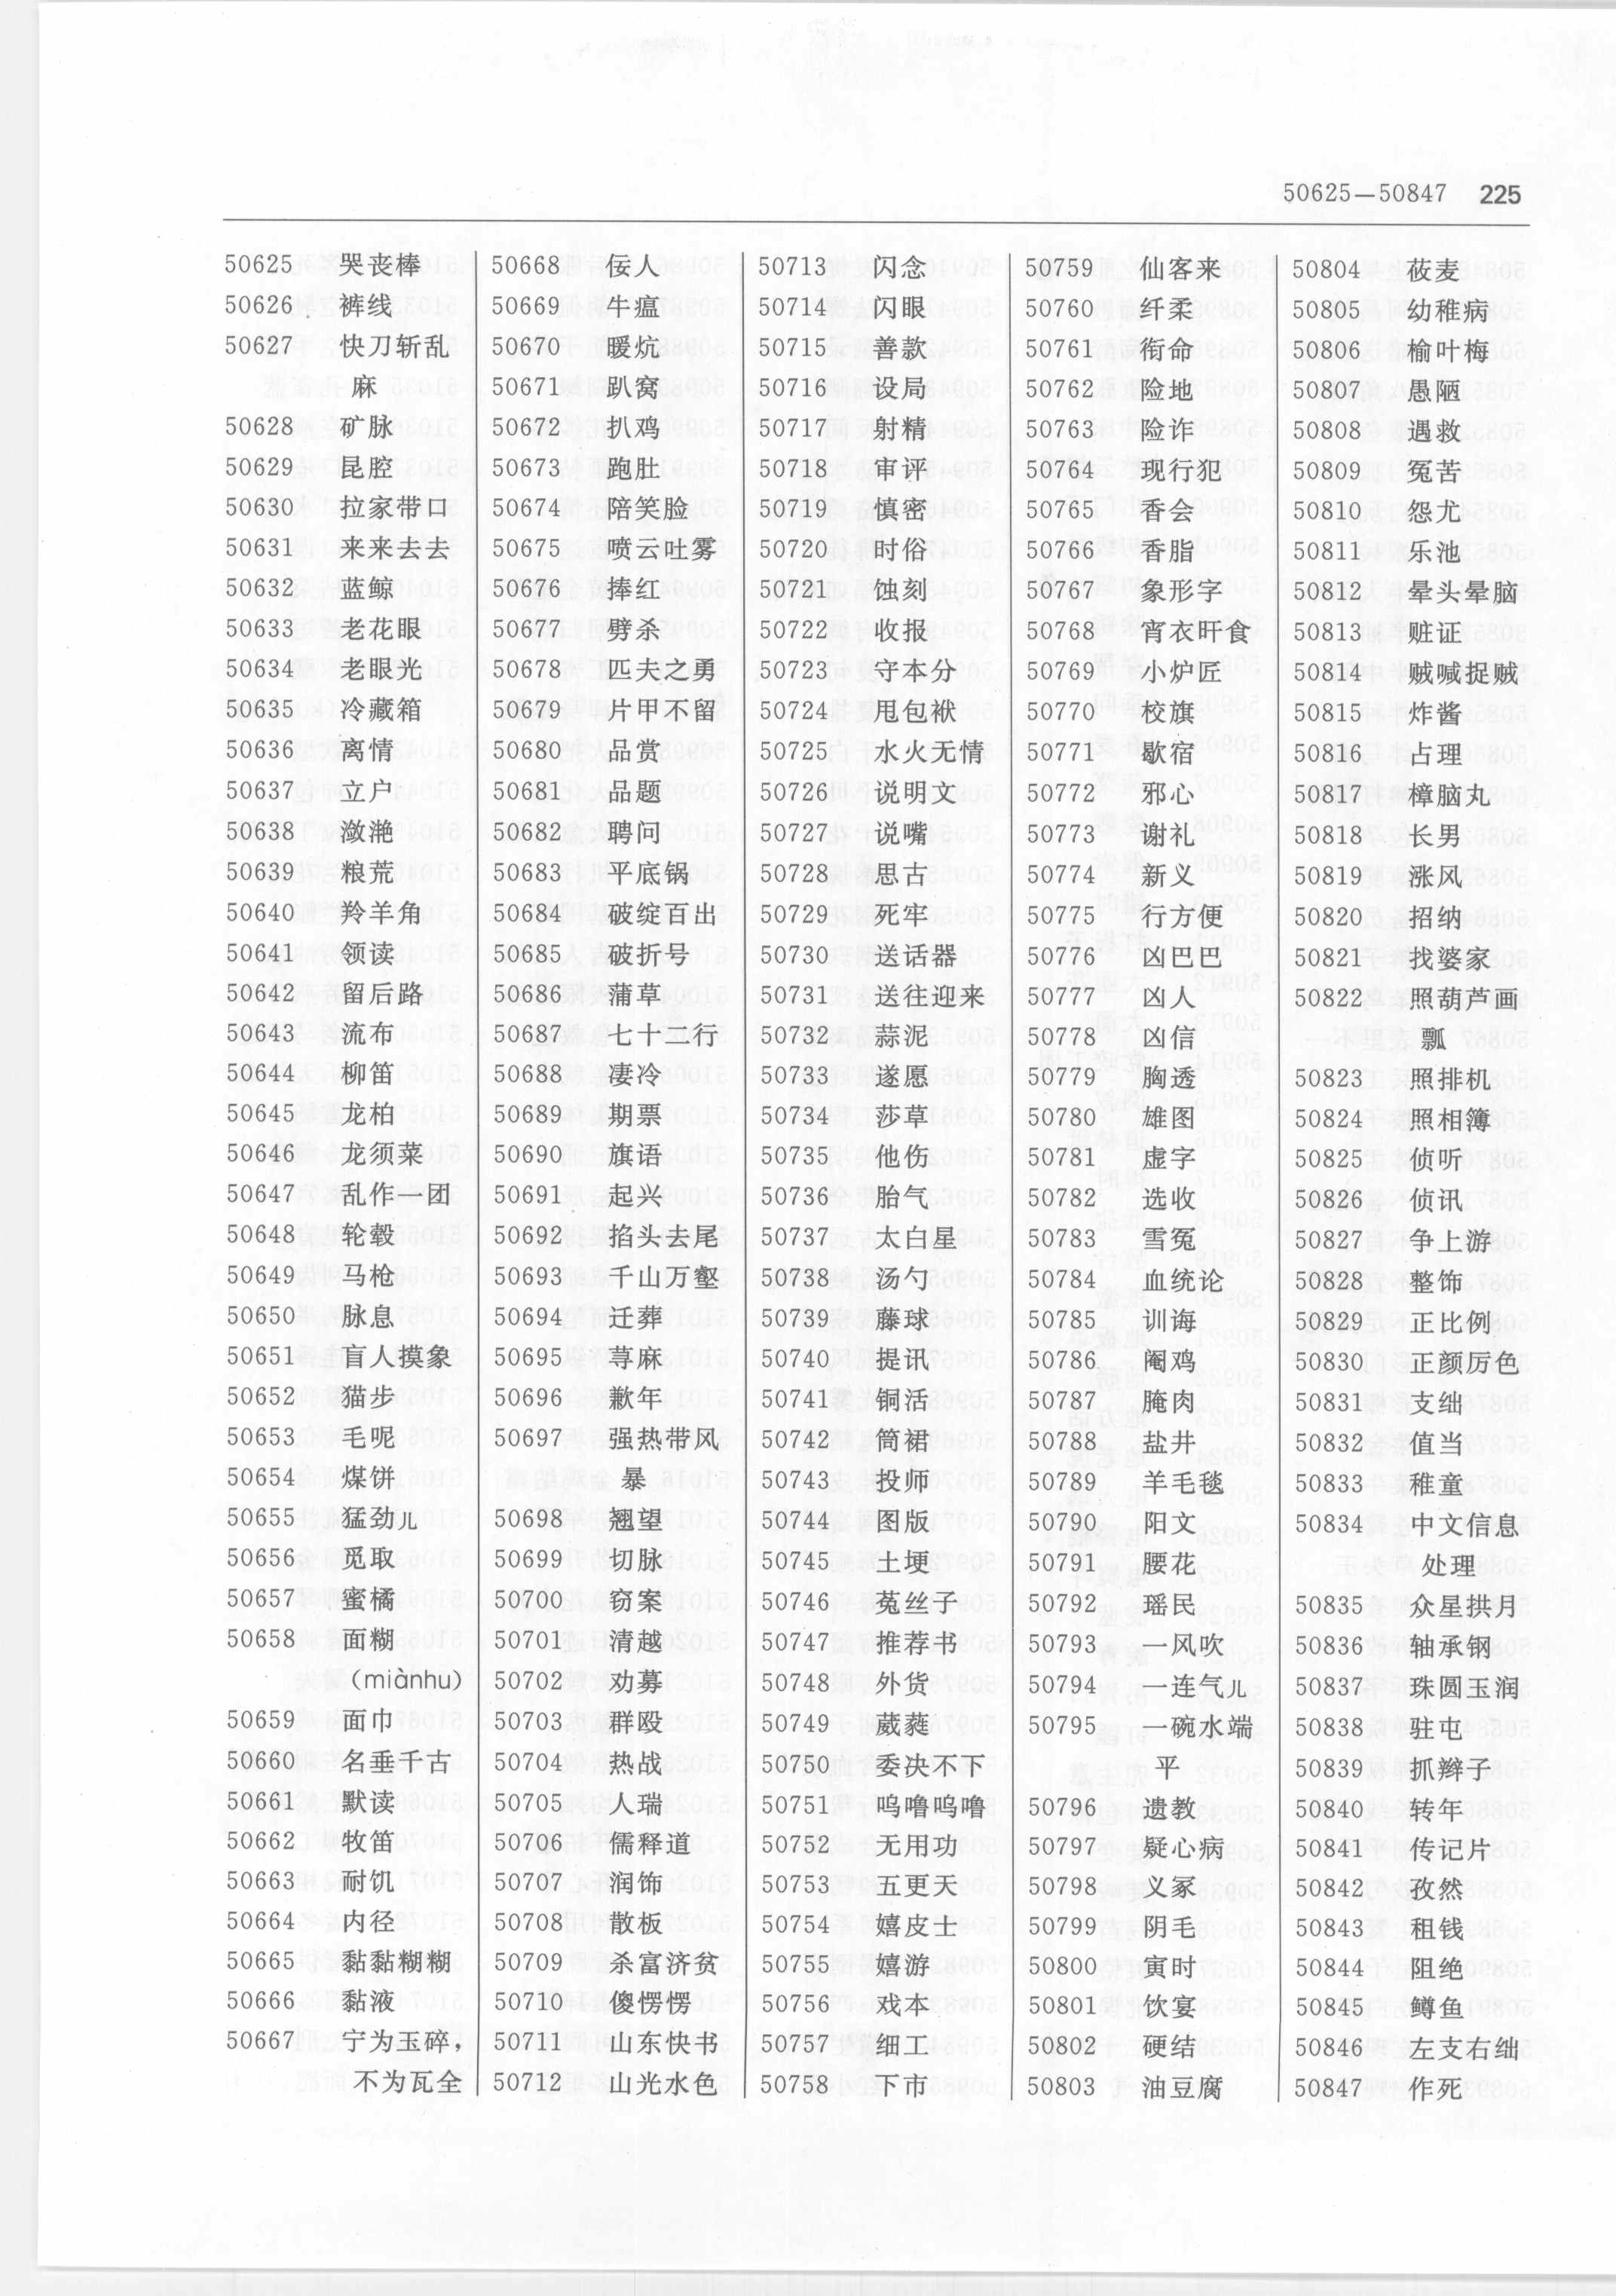 50625—50847 225
50625 哭丧棒
50626 裤线
50627 快刀斩乱
麻
50628 矿脉
50629 昆腔
50630 拉家带口
50631 来来去去
50632 蓝鲸
50633 老花眼
50634 老眼光
50635 冷藏箱
50636 离情
50637 立户
50638 潋滟
50639 粮荒
50640 羚羊角
50641 领读
50642 留后路
50643 流布
50644 柳笛
50645 龙柏
50646 龙须菜
50647 乱作一团
50648 轮毂
50649 马枪
50650 脉息
50651 盲人摸象
50652 猫步
50653 毛呢
50654 煤饼
50655 猛劲儿
50656 觅取
50657 蜜橘
50658 面糊
(miànhu)
50659 面巾
50660 名垂千古
50661 默读
50662 牧笛
50663 耐饥
50664 内径
50665 黏黏糊糊
50666 黏液
50667 宁为玉碎，
不为瓦全
50668 佞人
50669 牛瘟
50670 暖炕
50671 趴窝
50672 扒鸡
50673 跑肚
50674 陪笑脸
50675 喷云吐雾
50676 捧红
50677 劈杀
50678 匹夫之勇
50679 片甲不留
50680 品赏
50681 品题
50682 聘问
50683 平底锅
50684 破绽百出
50685 破折号
50686 蒲草
50687 七十二行
50688 凄冷
50689 期票
50690 旗语
50691 起兴
50692 掐头去尾
50693 千山万壑
50694 迁葬
50695 荨麻
50696 歉年
50697 强热带风
暴
50698 翘望
50699 切脉
50700 窃案
50701 清越
50702 劝募
50703 群殴
50704 热战
50705 人瑞
50706 儒释道
50707 润饰
50708 散板
50709 杀富济贫
50710 傻愣愣
50711 山东快书
50712 山光水色
50713 闪念
50714 闪眼
50715 善款
50716 设局
50717 射精
50718 审评
50719 慎密
50720 时俗
50721 蚀刻
50722 收报
50723 守本分
50724 甩包袱
50725 水火无情
50726 说明文
50727 说嘴
50728 思古
50729 死牢
50730 送话器
50731 送往迎来
50732 蒜泥
50733 遂愿
50734 莎草
50735 他伤
50736 胎气
50737 太白星
50738 汤勺
50739 藤球
50740 提讯
50741 铜活
50742 筒裙
50743 投师
50744 图版
50745 土埂
50746 菟丝子
50747 推荐书
50748 外货
50749 葳蕤
50750 委决不下
50751 呜噜呜噜
50752 无用功
50753 五更天
50754 嬉皮士
50755 嬉游
50756 戏本
50757 细工
50758 下市
50759 仙客来
50760 纤柔
50761 衔命
50762 险地
50763 险诈
50764 现行犯
50765 香会
50766 香脂
50767 象形字
50768 宵衣旰食
50769 小炉匠
50770 校旗
50771 歇宿
50772 邪心
50773 谢礼
50774 新义
50775 行方便
50776 凶巴巴
50777 凶人
50778 凶信
50779 胸透
50780 雄图
50781 虚字
50782 选收
50783 雪冤
50784 血统论
50785 训诲
50786 阉鸡
50787 腌肉
50788 盐井
50789 羊毛毯
50790 阳文
50791 腰花
50792 瑶民
50793 一风吹
50794 一连气儿
50795 一碗水端
平
50796 遗教
50797 疑心病
50798 义冢
50799 阴毛
50800 寅时
50801 饮宴
50802 硬结
50803 油豆腐
50804 莜麦
50805 幼稚病
50806 榆叶梅
50807 愚陋
50808 遇救
50809 冤苦
50810 怨尤
50811 乐池
50812 晕头晕脑
50813 赃证
50814 贼喊捉贼
50815 炸酱
50816 占理
50817 樟脑丸
50818 长男
50819 涨风
50820 招纳
50821 找婆家
50822 照葫芦画
瓢
50823 照排机
50824 照相簿
50825 侦听
50826 侦讯
50827 争上游
50828 整饰
50829 正比例
50830 正颜厉色
50831 支绌
50832 值当
50833 稚童
50834 中文信息
处理
50835 众星拱月
50836 轴承钢
50837 珠圆玉润
50838 驻屯
50839 抓辫子
50840 转年
50841 传记片
50842 孜然
50843 租钱
50844 阻绝
50845 鳟鱼
50846 左支右绌
50847 作死